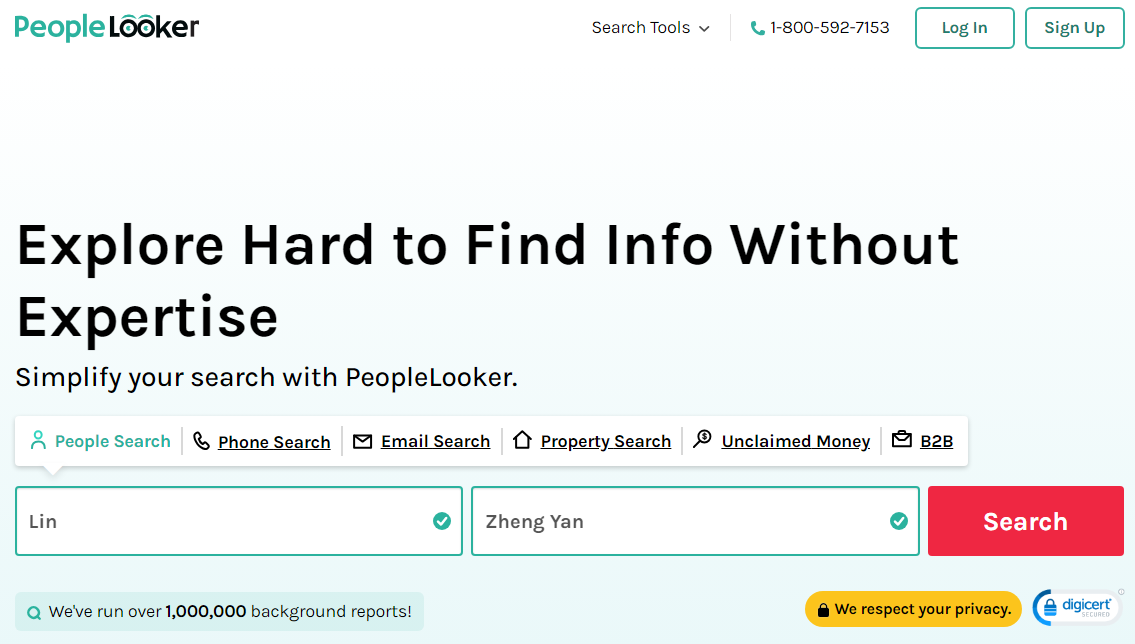 PeopleLooker
Search Tools
1-800-592-7153
Log In
Sign Up
Explore Hard to Find Info Without
Expertise
Simplify your search with PeopleLooker.
People Search
Phone Search
Email Search
Property Search
Unclaimed Money
B2B
Lin
Zheng Yan
Search
We've run over 1,000,000 background reports!
We respect your privacy.
digicert
SECURED